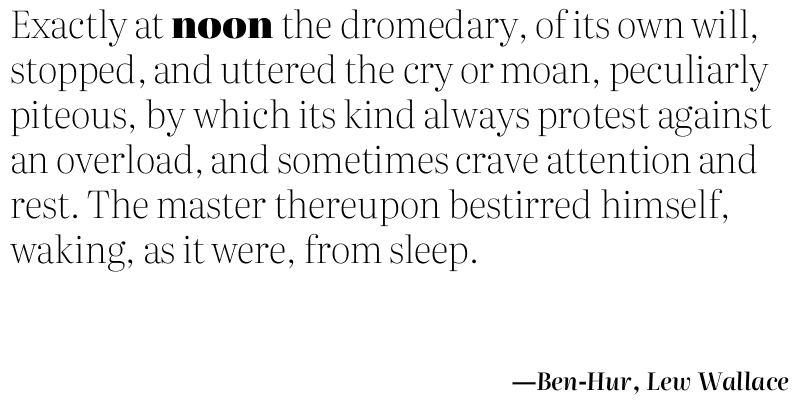 Exactly at noon the dromedary, of its own will,
stopped, and uttered the cry or moan, peculiarly
piteous, by which its kind always protest against
an overload, and sometimes crave attention and
rest. The master thereupon bestirred himself,
waking, as it were, from sleep.
—Ben-Hur, Lew Wallace